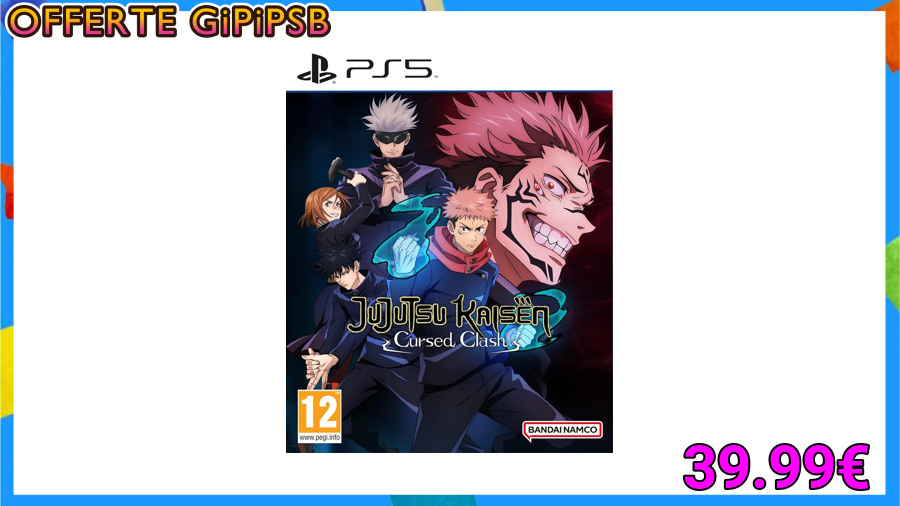 OFFERTE GiPiPSB
PS5
JUJUTSU KAISEN
Cursed Clash
12
www.pegi.info
BANDAI NAMCO
39.99€